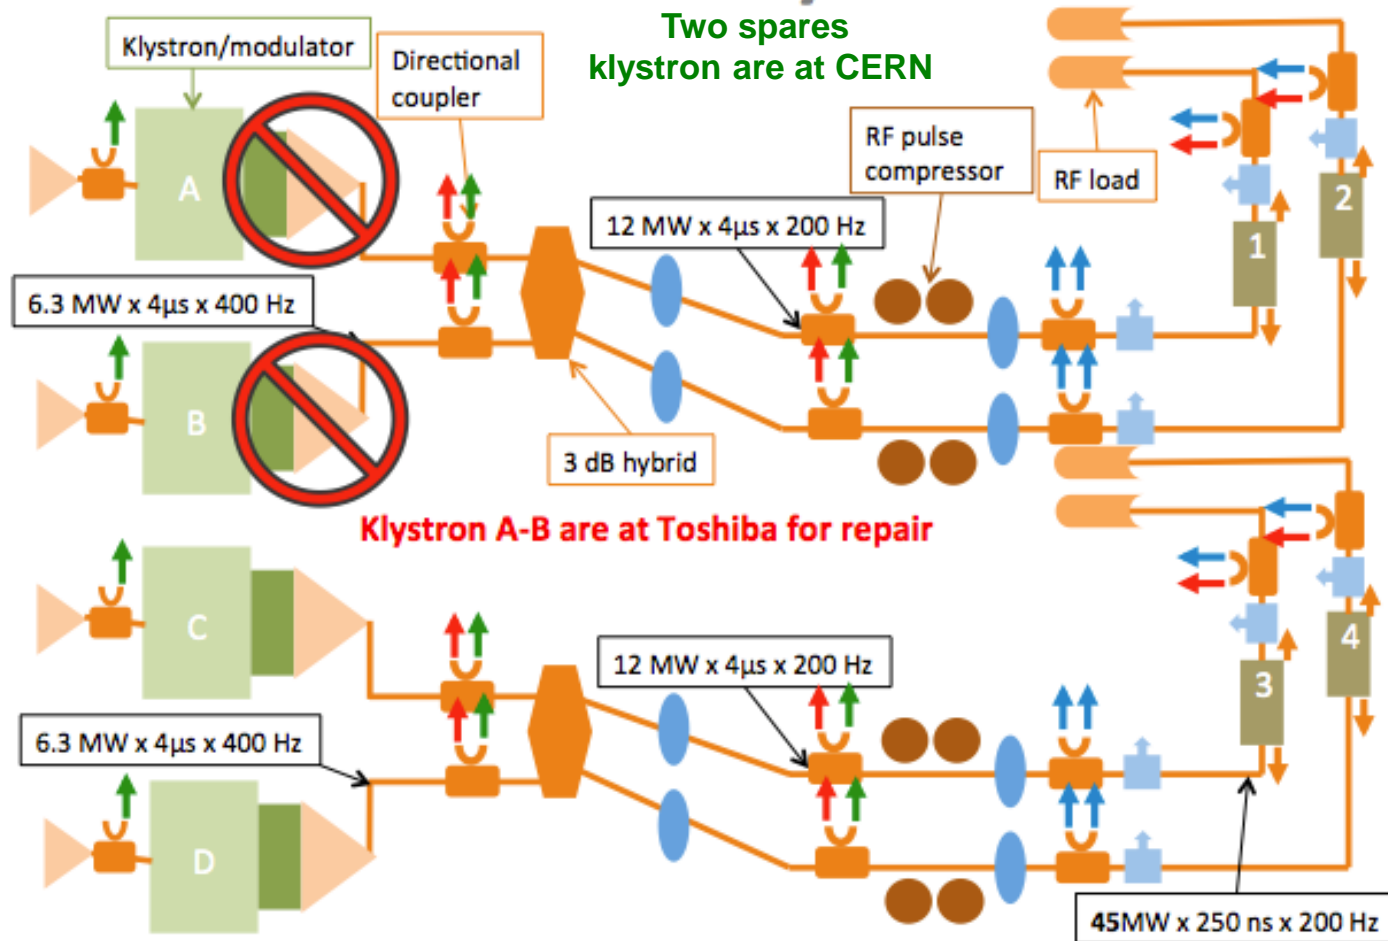 Two spares
klystron are at CERN
Klystron/modulator
Directional
coupler
RF pulse
compressor
RF load
A
12 MW x 4μs x 200 Hz
2
1
6.3 MW x 4μs x 400 Hz
B
3 dB hybrid
Klystron A-B are at Toshiba for repair
C
12 MW x 4μs x 200 Hz
4
3
6.3 MW x 4μs x 400 Hz
D
45MW x 250 ns x 200 Hz